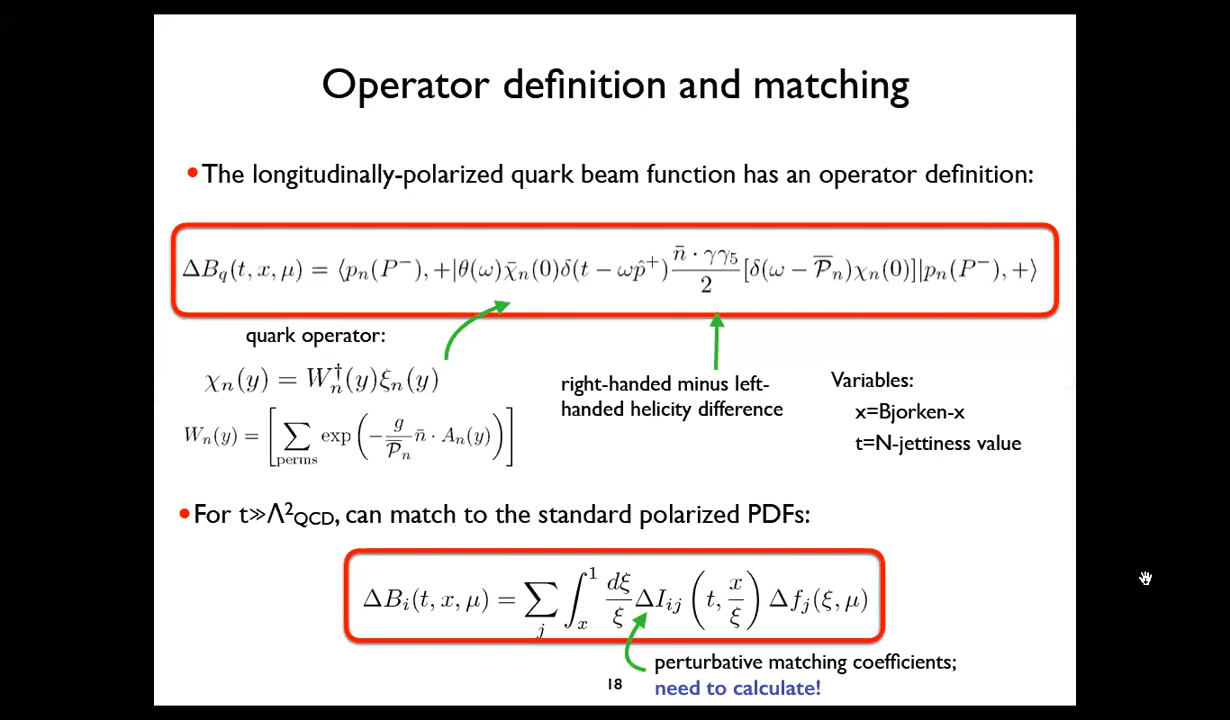 Operator definition and matching
•The longitudinally-polarized quark beam function has an operator definition:
ΔB_q(t, x, μ) = ⟨p_n(P⁻), +|θ(ω)χ̄_n(0)δ(t − ωp̂⁺) (n̄ · γγ₅)/2 [δ(ω − P̄_n)χ_n(0)]|p_n(P⁻), +⟩
quark operator:
χ_n(y) = W_n†(y)ξ_n(y)
W_n(y) = [∑_perms exp(−(g/P̄_n) n̄ · A_n(y))]
right-handed minus left-
handed helicity difference
Variables:
x=Bjorken-x
t=N-jettiness value
•For t≫Λ²_QCD, can match to the standard polarized PDFs:
ΔB_i(t, x, μ) = ∑_j ∫_x^1 (dξ/ξ) ΔI_ij (t, x/ξ) Δf_j(ξ, μ)
perturbative matching coefficients;
need to calculate!
18